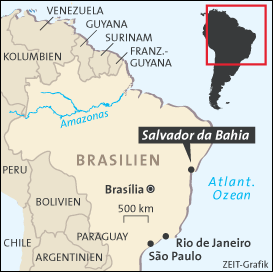 VENEZUELA
GUYANA
SURINAM
FRANZ.-
GUYANA
KOLUMBIEN
Amazonas
Salvador da Bahia
BRASILIEN
PERU
Brasília
Atlant.
Ozean
500 km
BOLIVIEN
PARAGUAY
CHILE
Rio de Janeiro
São Paulo
ARGENTINIEN
ZEIT-Grafik